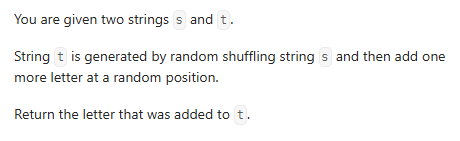 You are given two strings s and t.
String t is generated by random shuffling string s and then add one
more letter at a random position.
Return the letter that was added to t.